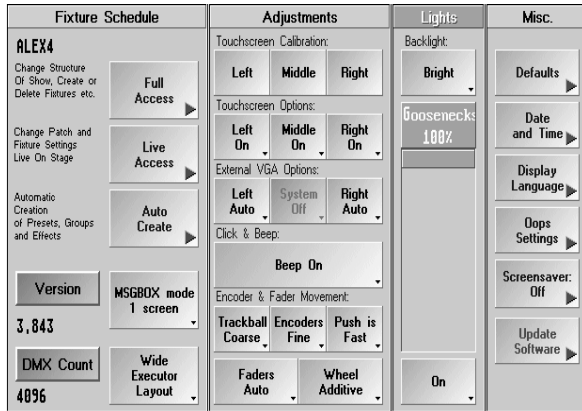 Fixture Schedule
ALEX4
Change Structure
Of Show, Create or
Delete Fixtures etc.
Full
Access
Change Patch and
Fixture Settings
Live On Stage
Live
Access
Automatic
Creation
of Presets, Groups
and Effects
Auto
Create
Version
3,843
MSGBOX mode
1 screen
DMX Count
4096
Wide
Executor
Layout
Adjustments
Touchscreen Calibration:
Left
Middle
Right
Touchscreen Options:
Left
On
Middle
On
Right
On
External VGA Options:
Left
Auto
System
Off
Right
Auto
Click & Beep:
Beep On
Encoder & Fader Movement:
Trackball
Coarse
Encoders
Fine
Push is
Fast
Faders
Auto
Wheel
Additive
Lights
Backlight:
Bright
Goosenecks
100%
On
Misc.
Defaults
Date
and Time
Display
Language
Oops
Settings
Screensaver:
Off
Update
Software